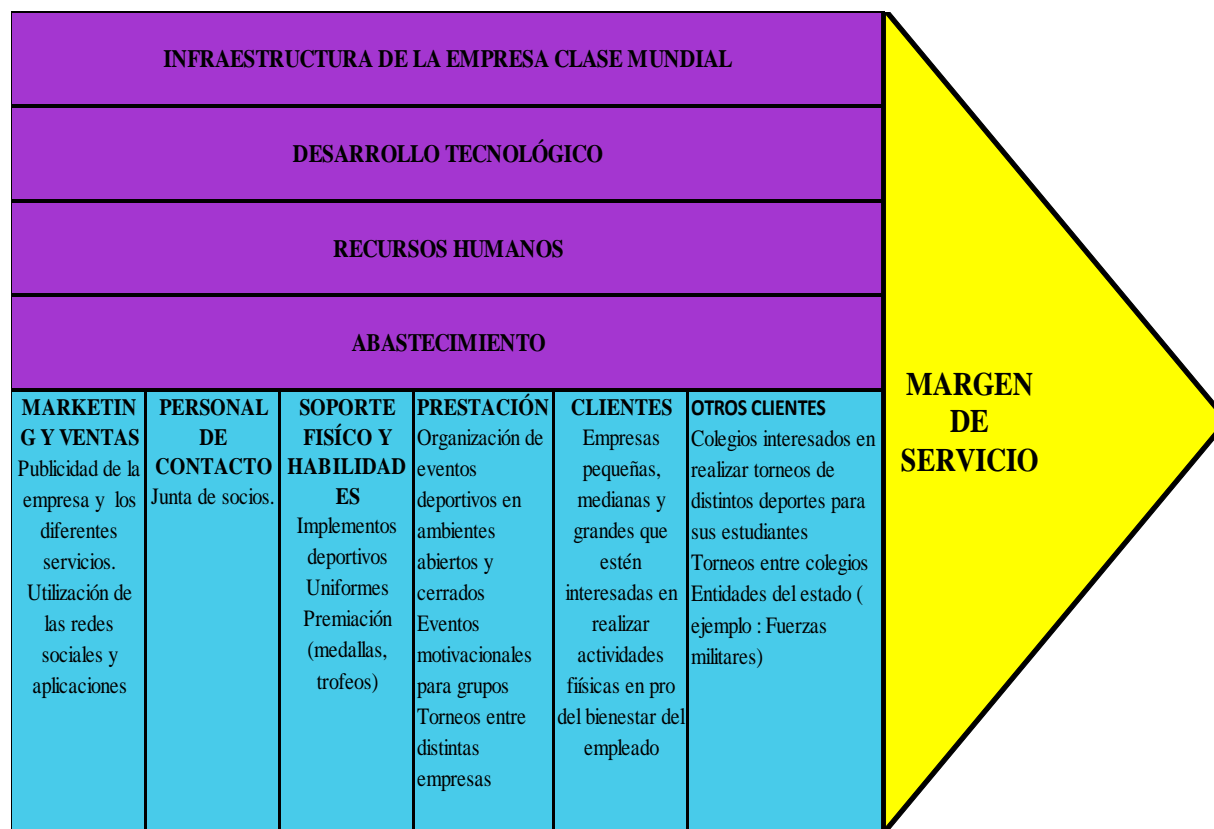 INFRAESTRUCTURA DE LA EMPRESA CLASE MUNDIAL
DESARROLLO TECNOLÓGICO
RECURSOS HUMANOS
ABASTECIMIENTO
MARKETIN
G Y VENTAS
Publicidad de la
empresa y los
diferentes
servicios.
Utilización de
las redes
sociales y
aplicaciones
PERSONAL
DE
CONTACTO
Junta de socios.
SOPORTE
FISÍCO Y
HABILIDAD
ES
Implementos
deportivos
Uniformes
Premiación
(medallas,
trofeos)
PRESTACIÓN
Organización de
eventos
deportivos en
ambientes
abiertos y
cerrados
Eventos
motivacionales
para grupos
Torneos entre
distintas
empresas
CLIENTES
Empresas
pequeñas,
medianas y
grandes que
estén
interesadas en
realizar
actividades
fiísicas en pro
del bienestar del
empleado
OTROS CLIENTES
Colegios interesados en
realizar torneos de
distintos deportes para
sus estudiantes
Torneos entre colegios
Entidades del estado (
ejemplo : Fuerzas
militares)
MARGEN
DE
SERVICIO